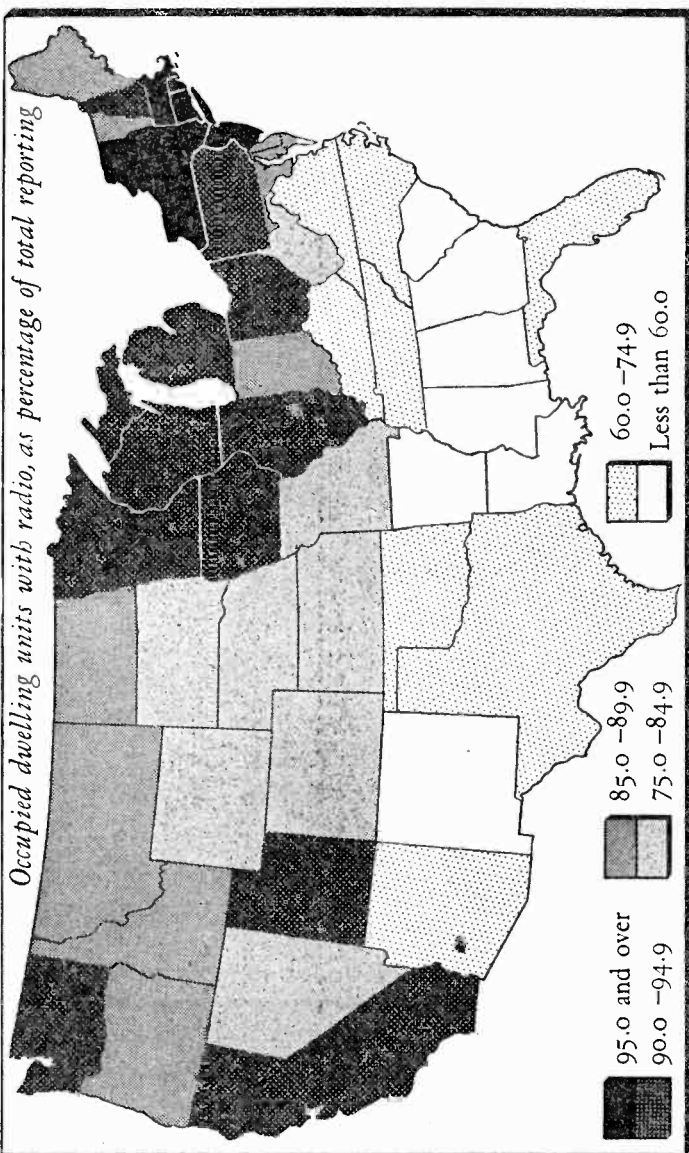 Occupied dwelling units with radio, as percentage of total reporting
95.0 and over
90.0 – 94.9
85.0 – 89.9
75.0 – 84.9
60.0 – 74.9
Less than 60.0